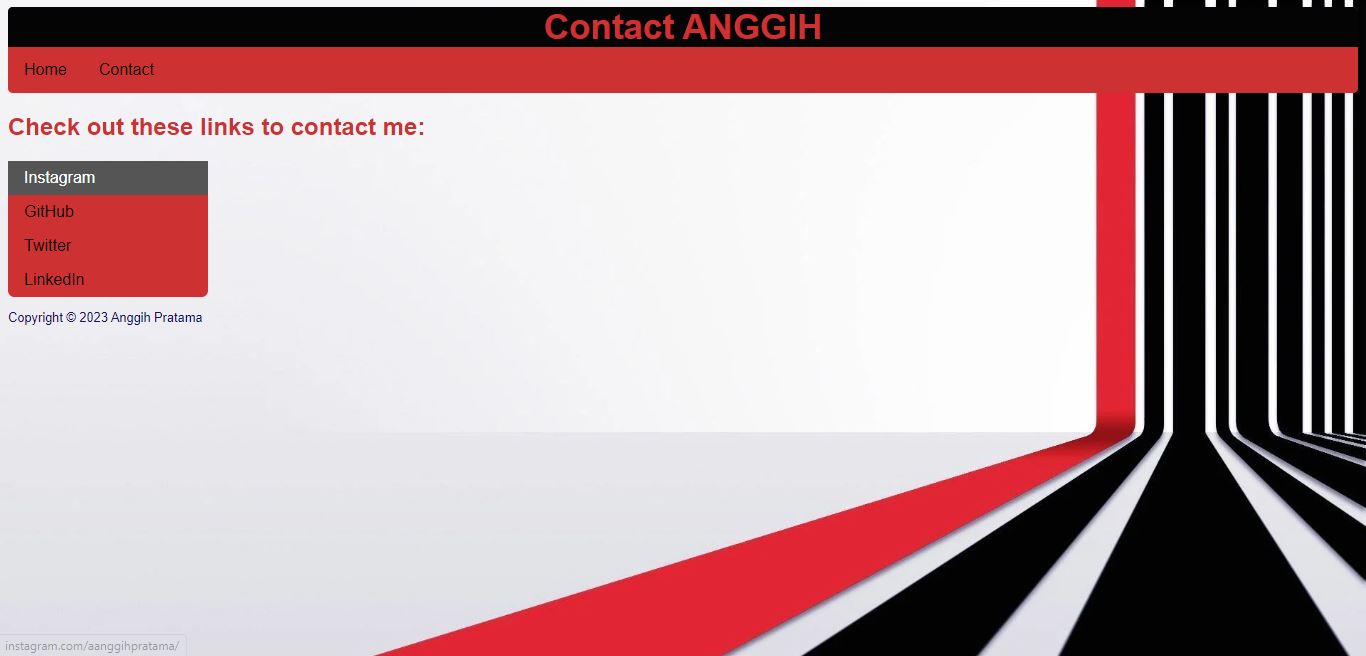 Contact ANGGIH
Home Contact
Check out these links to contact me:
Instagram
GitHub
Twitter
LinkedIn
Copyright © 2023 Anggih Pratama
instagram.com/aanggihpratama/